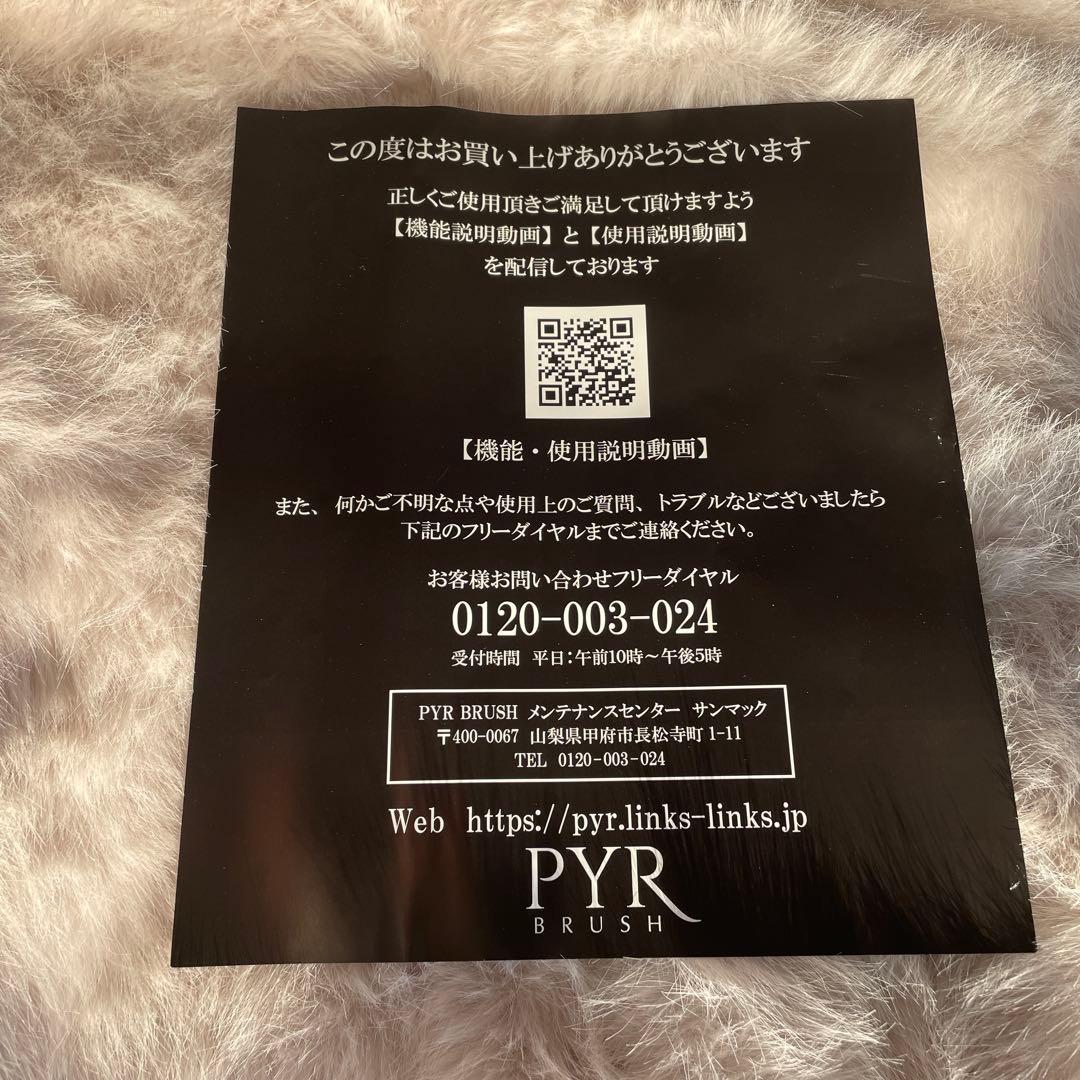 この度はお買い上げありがとうございます
正しくご使用頂きご満足して頂けますよう
【機能説明動画】と【使用説明動画】
を配信しております
【機能・使用説明動画】
また、何かご不明な点や使用上のご質問、トラブルなどございましたら
下記のフリーダイヤルまでご連絡ください。
お客様お問い合わせフリーダイヤル
0120-003-024
受付時間 平日：午前10時～午後5時
PYR BRUSH メンテナンスセンター サンマック
〒400-0067 山梨県甲府市長松寺町 1-11
TEL 0120-003-024
Web https://pyr.links-links.jp
PYR
BRUSH